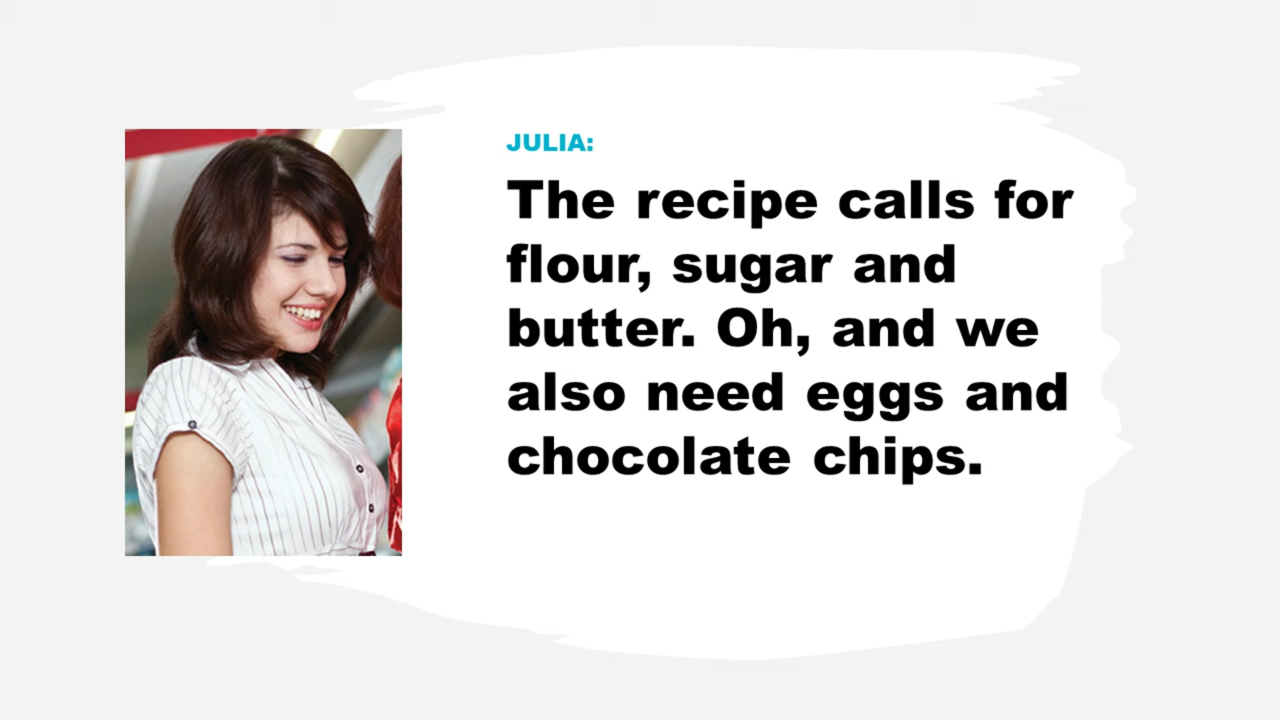 JULIA:
The recipe calls for
flour, sugar and
butter. Oh, and we
also need eggs and
chocolate chips.